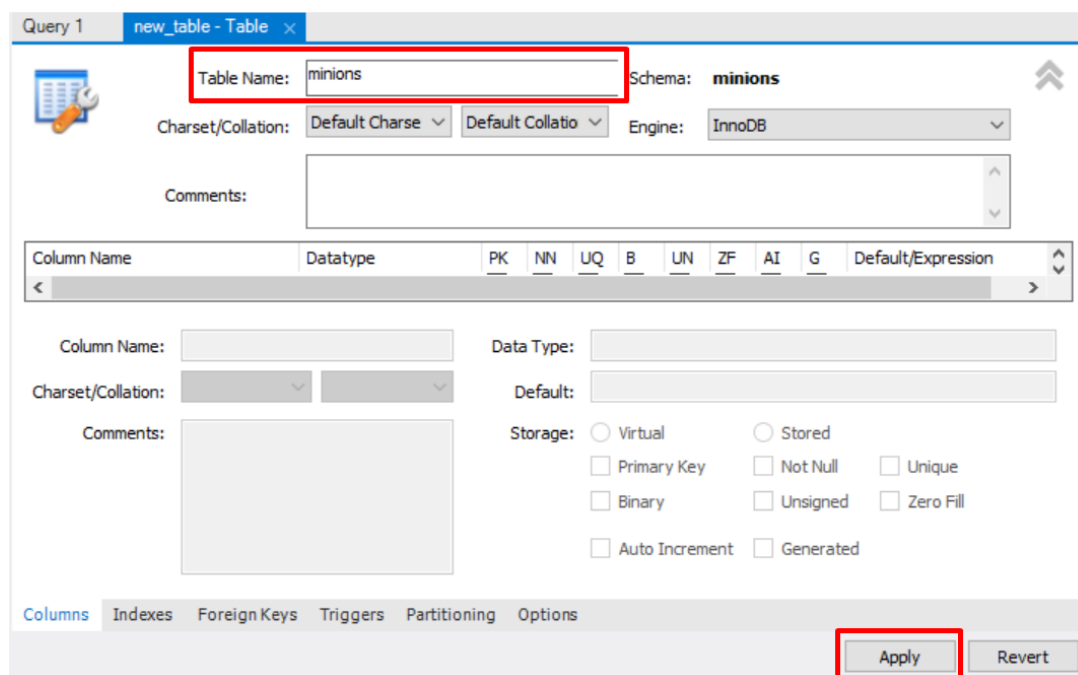 Query 1 new_table - Table ×
Table Name: minions Schema: minions
Charset/Collation: Default Charse Default Collatio Engine: InnoDB
Comments:
Column Name Datatype PK NN UQ B UN ZF AI G Default/Expression
Column Name: Data Type:
Charset/Collation: Default:
Comments: Storage: Virtual Stored
Primary Key Not Null Unique
Binary Unsigned Zero Fill
Auto Increment Generated
Columns Indexes Foreign Keys Triggers Partitioning Options
Apply Revert